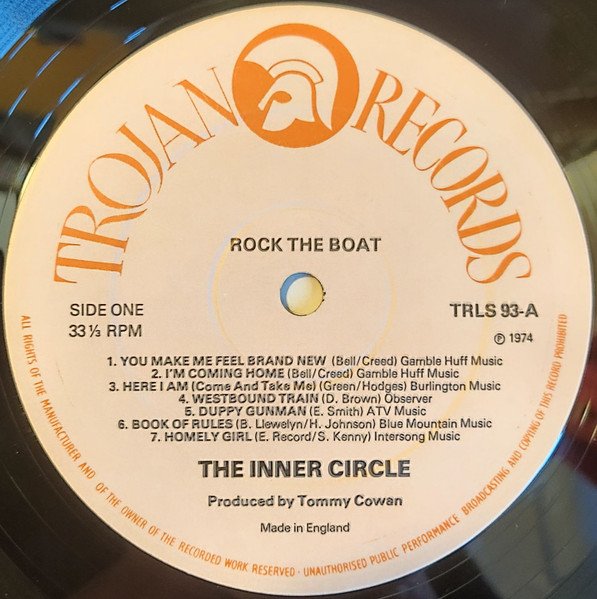 TROJAN RECORDS
ROCK THE BOAT
SIDE ONE
33⅓ RPM
TRLS 93-A
℗ 1974
1. YOU MAKE ME FEEL BRAND NEW (Bell/Creed) Gamble Huff Music
2. I'M COMING HOME (Bell/Creed) Gamble Huff Music
3. HERE I AM (Come And Take Me) (Green/Hodges) Burlington Music
4. WESTBOUND TRAIN (D. Brown) Observer
5. DUPPY GUNMAN (E. Smith) ATV Music
6. BOOK OF RULES (B. Llewelyn/H. Johnson) Blue Mountain Music
7. HOMELY GIRL (E. Record/S. Kenny) Intersong Music
THE INNER CIRCLE
Produced by Tommy Cowan
Made in England
ALL RIGHTS OF THE MANUFACTURER AND OF THE OWNER OF THE RECORDED WORK RESERVED · UNAUTHORISED PUBLIC PERFORMANCE BROADCASTING AND COPYING OF THIS RECORD PROHIBITED